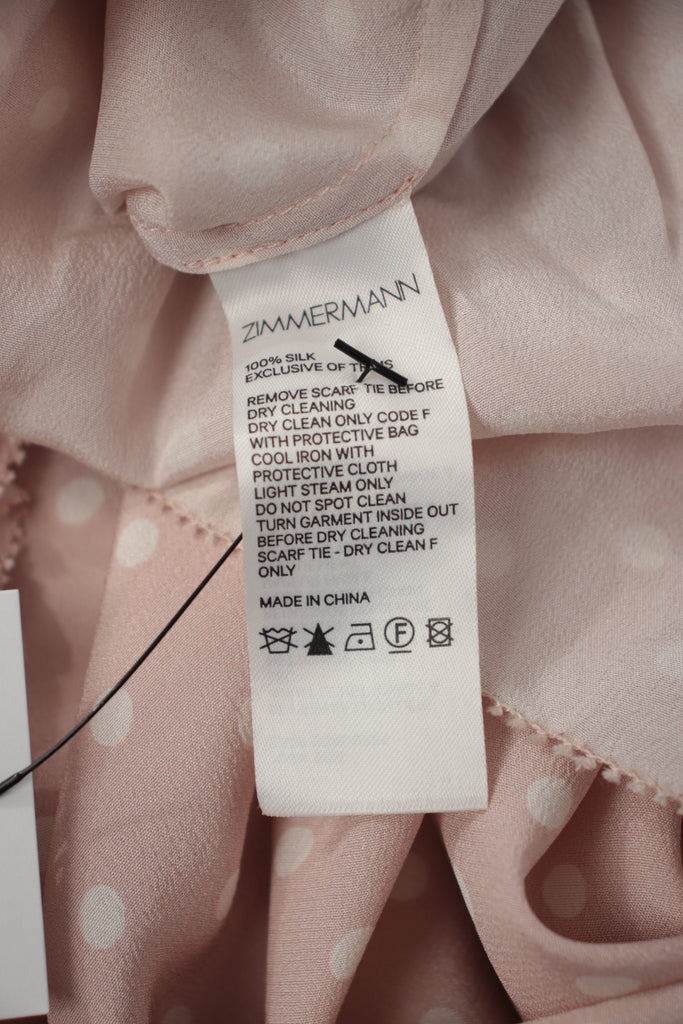 ZIMMERMANN
100% SILK
EXCLUSIVE OF TRIMS
REMOVE SCARF TIE BEFORE
DRY CLEANING
DRY CLEAN ONLY CODE F
WITH PROTECTIVE BAG
COOL IRON WITH
PROTECTIVE CLOTH
LIGHT STEAM ONLY
DO NOT SPOT CLEAN
TURN GARMENT INSIDE OUT
BEFORE DRY CLEANING
SCARF TIE - DRY CLEAN F
ONLY
MADE IN CHINA
F